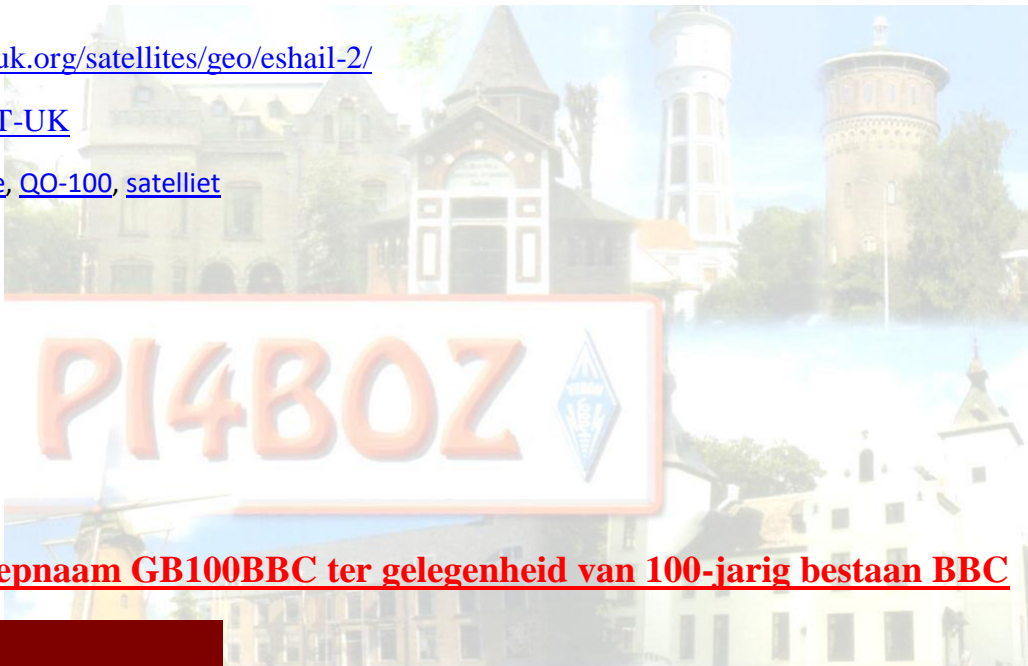 uk.org/satellites/geo/eshail-2/
T-UK
e, QO-100, satelliet
PI4BOZ
epnaam GB100BBC ter gelegenheid van 100-jarig bestaan BBC